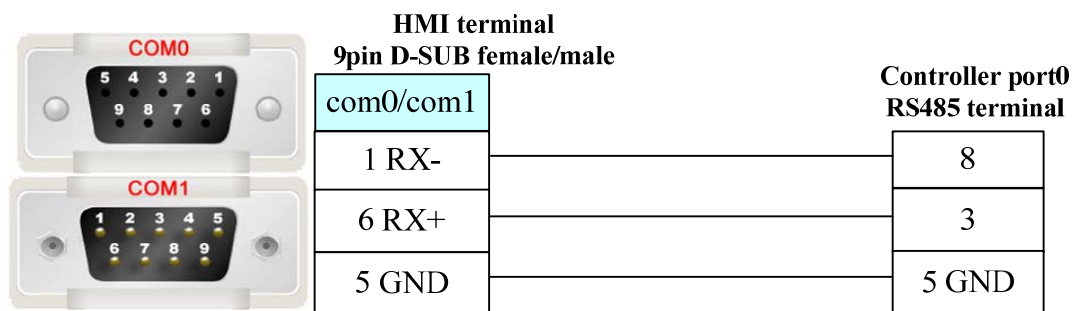 HMI terminal
9pin D-SUB female/male
Controller port0
RS485 terminal
COM0
5 4 3 2 1
9 8 7 6
COM1
1 2 3 4 5
6 7 8 9
com0/com1
1 RX-
8
6 RX+
3
5 GND
5 GND